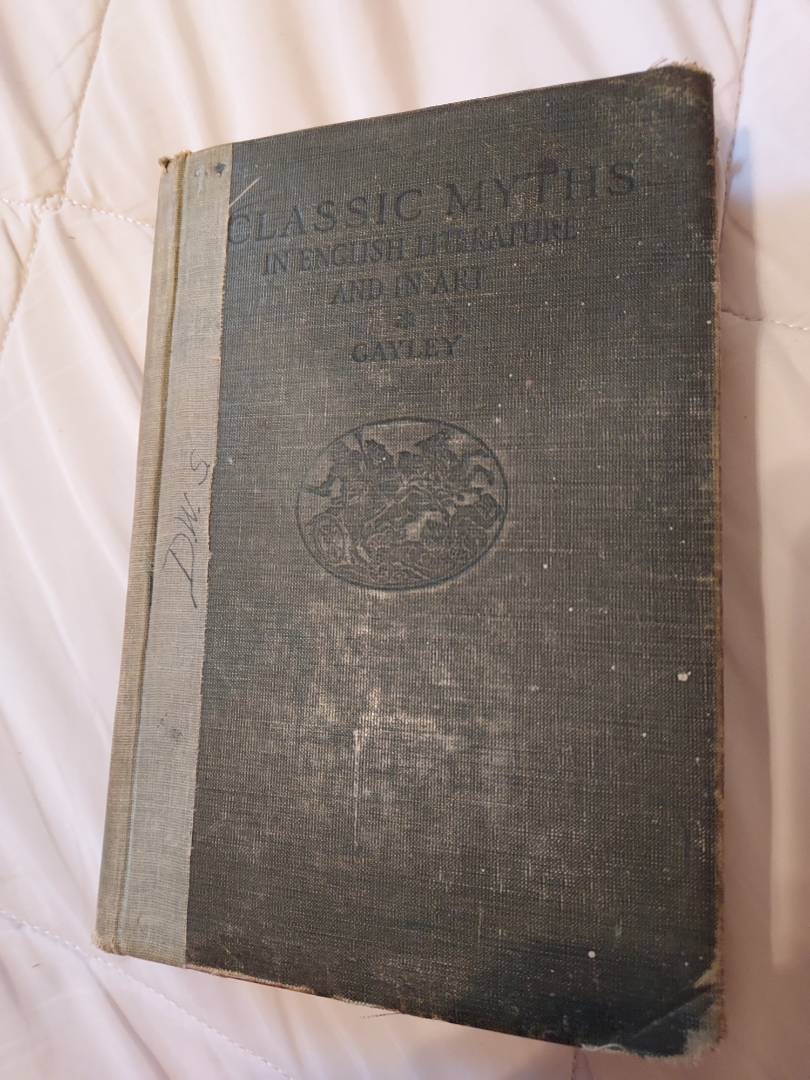 CLASSIC MYTHS
IN ENGLISH LITERATURE
AND IN ART
GAYLEY
D.W.S